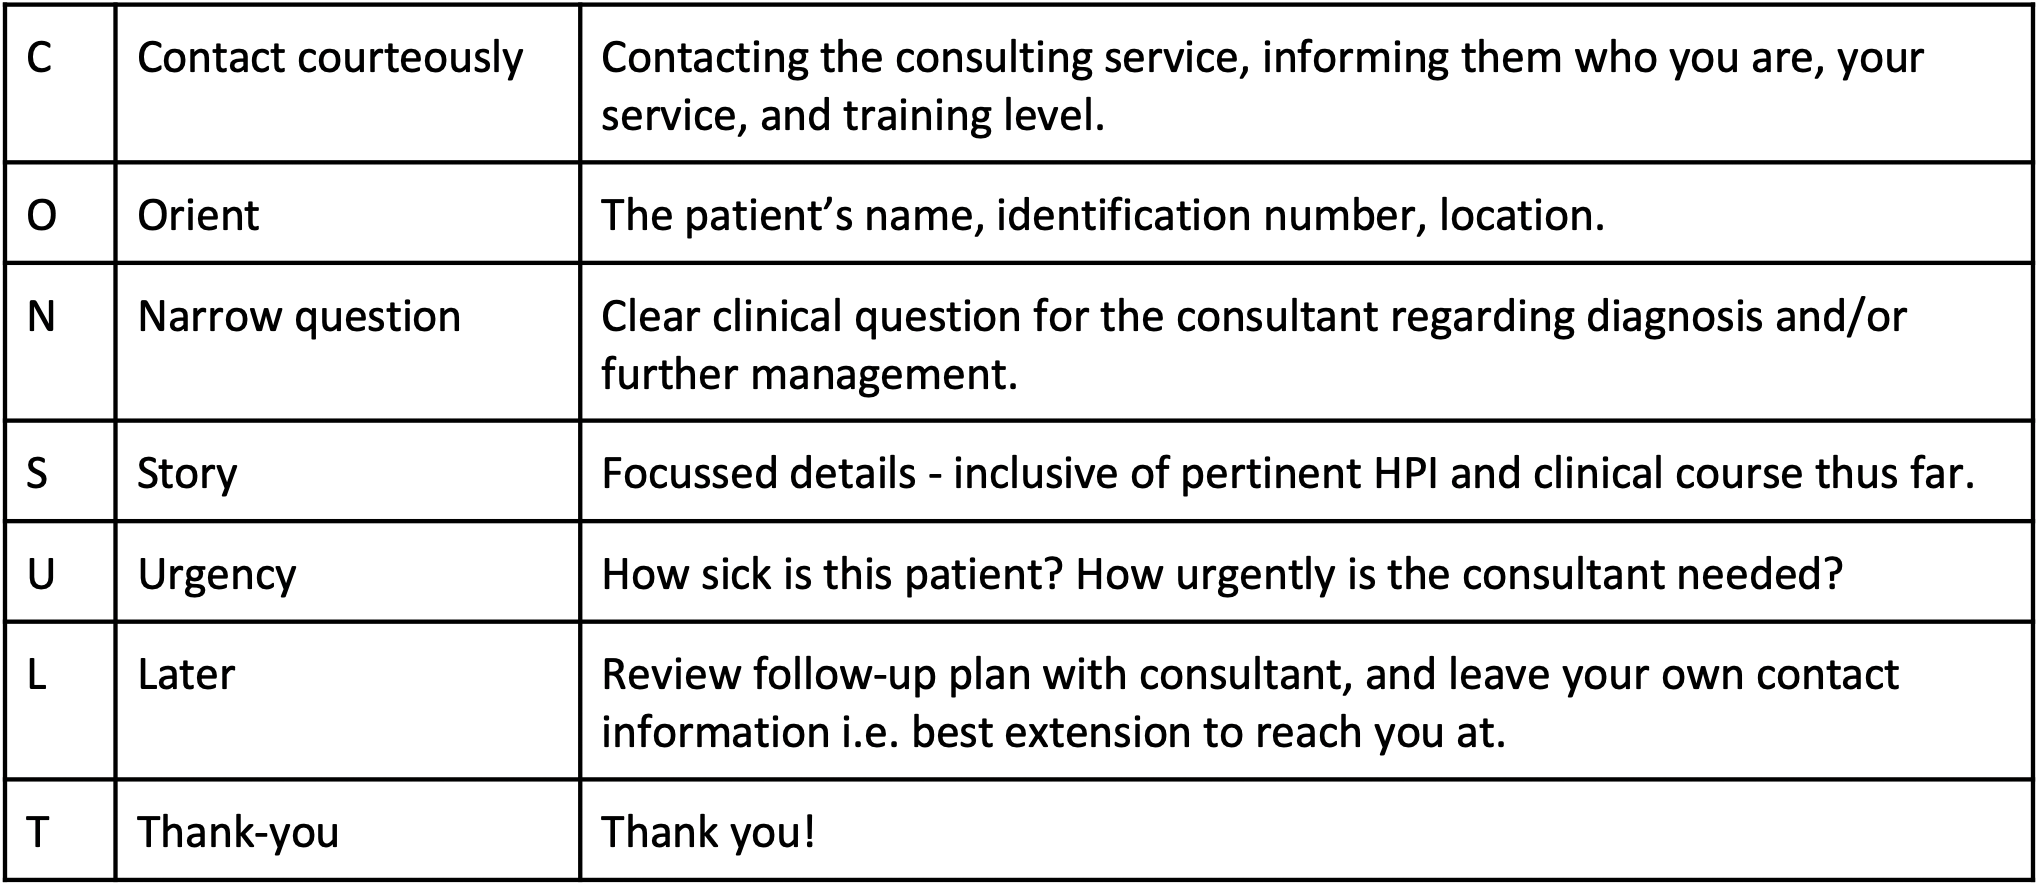 C Contact courteously Contacting the consulting service, informing them who you are, your
service, and training level.
O Orient The patient’s name, identification number, location.
N Narrow question Clear clinical question for the consultant regarding diagnosis and/or
further management.
S Story Focussed details - inclusive of pertinent HPI and clinical course thus far.
U Urgency How sick is this patient? How urgently is the consultant needed?
L Later Review follow-up plan with consultant, and leave your own contact
information i.e. best extension to reach you at.
T Thank-you Thank you!